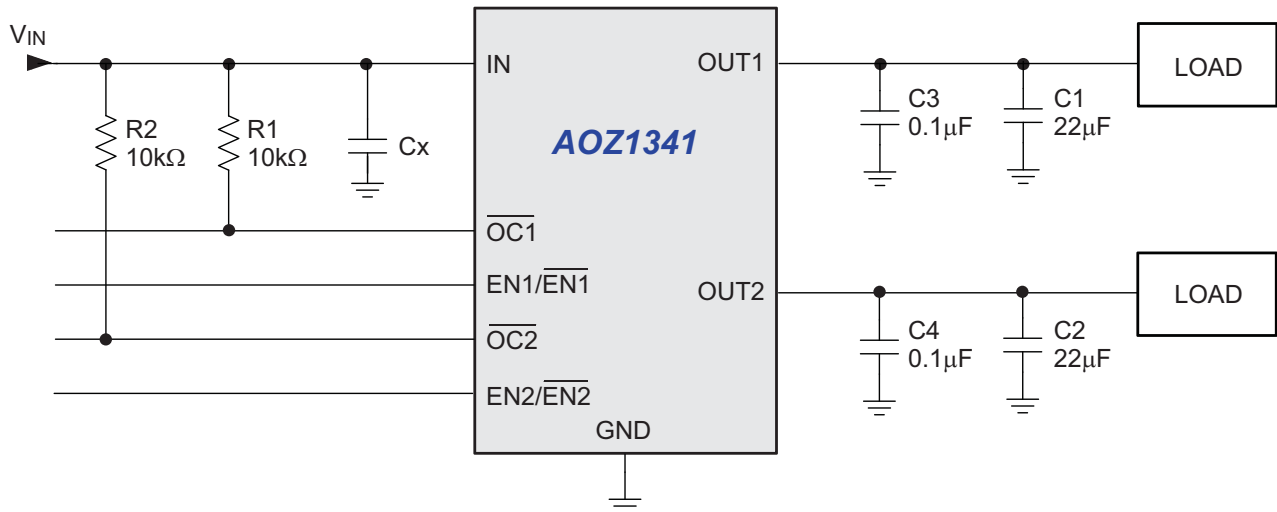 VIN
R2
10kΩ
R1
10kΩ
Cx
IN
OC1
EN1/EN1
OC2
EN2/EN2
GND
AOZ1341
OUT1
OUT2
C3
0.1µF
C1
22µF
LOAD
C4
0.1µF
C2
22µF
LOAD